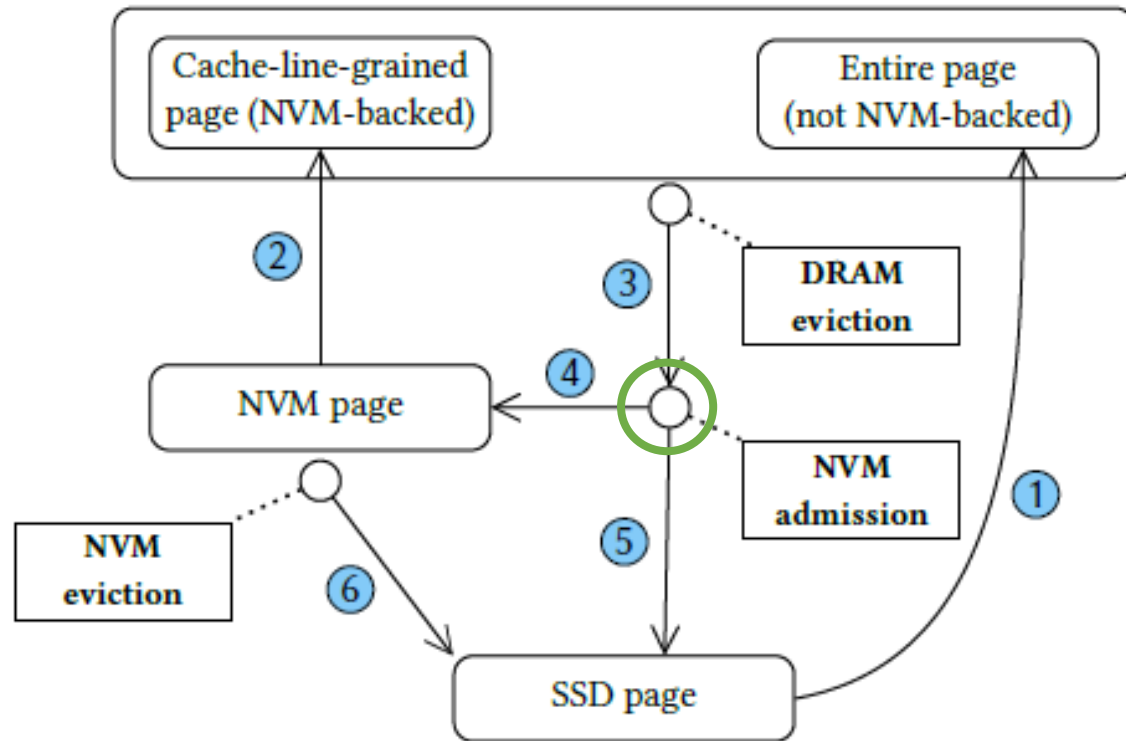 Cache-line-grained
page (NVM-backed)
Entire page
(not NVM-backed)
2
3
DRAM
eviction
4
NVM page
NVM
admission
1
5
NVM
eviction
6
SSD page